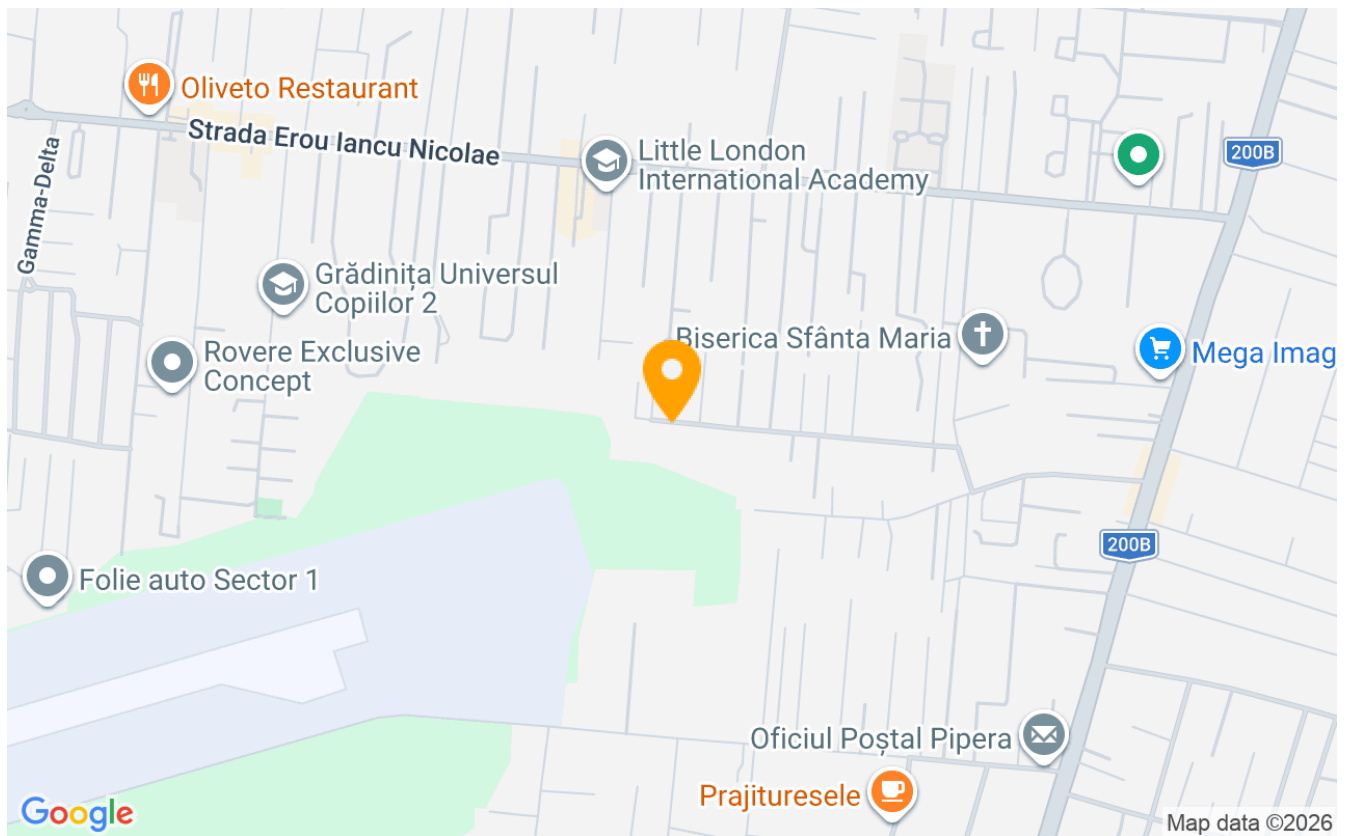 Oliveto Restaurant
Strada Erou Iancu Nicolae
Little London
International Academy
200B
Gamma-Delta
Grădinița Universul
Copiilor 2
Biserica Sfânta Maria
Rovere Exclusive
Concept
Mega Imag
200B
Folie auto Sector 1
Oficiul Poștal Pipera
Prajituresele
Google
Map data ©2026